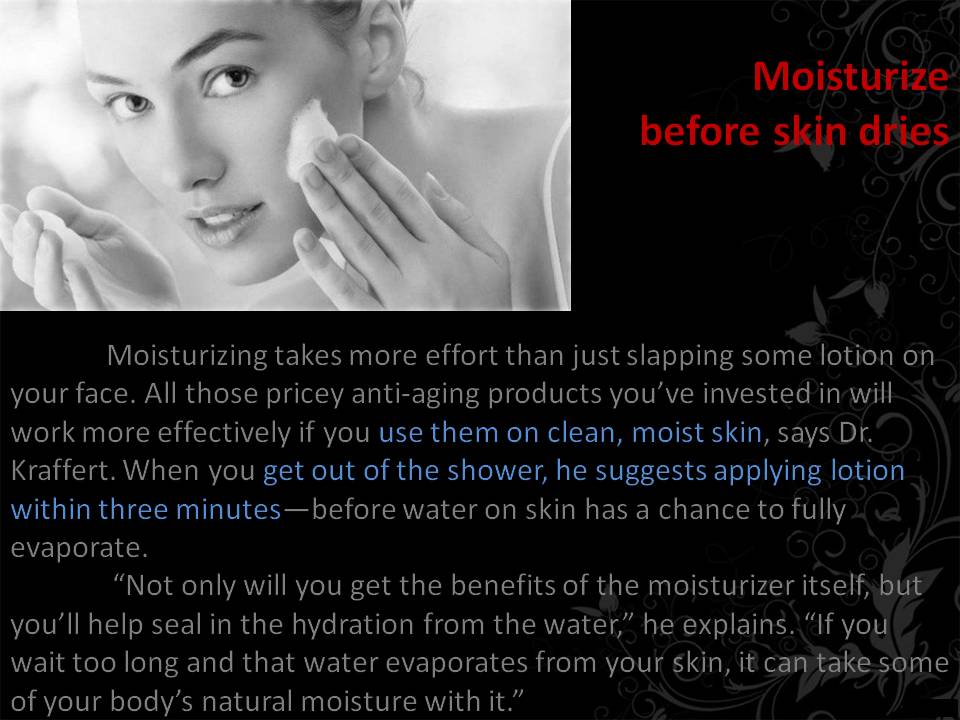 Moisturize
before skin dries
Moisturizing takes more effort than just slapping some lotion on
your face. All those pricey anti-aging products you’ve invested in will
work more effectively if you use them on clean, moist skin, says Dr.
Kraffert. When you get out of the shower, he suggests applying lotion
within three minutes—before water on skin has a chance to fully
evaporate.
“Not only will you get the benefits of the moisturizer itself, but
you’ll help seal in the hydration from the water,” he explains. “If you
wait too long and that water evaporates from your skin, it can take some
of your body’s natural moisture with it.”